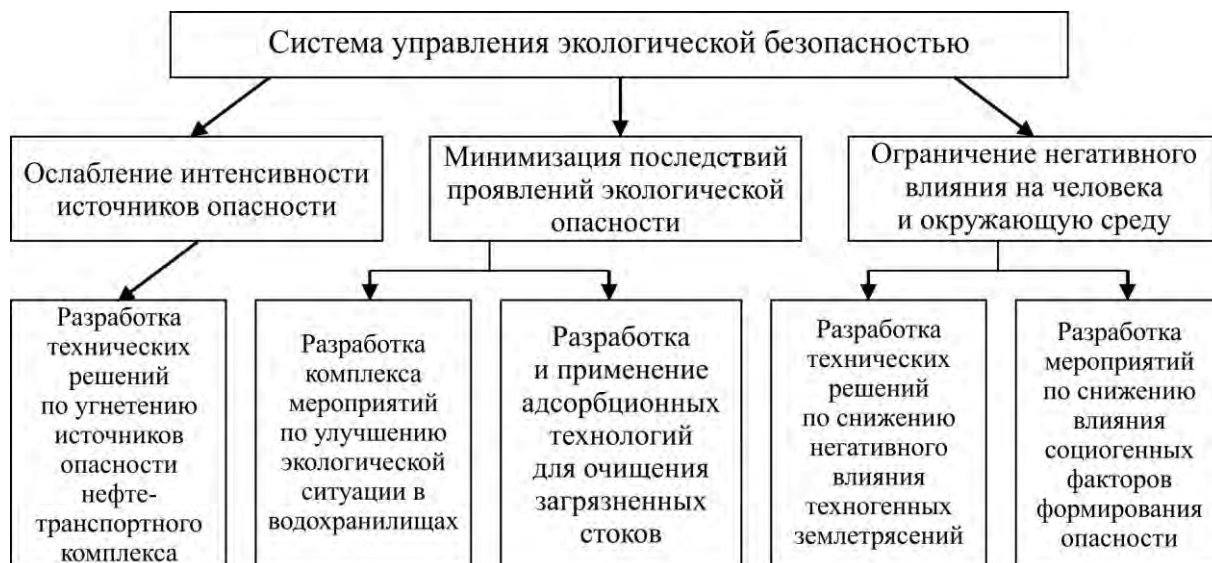 Система управления экологической безопасностью
Ослабление интенсивности
источников опасности
Минимизация последствий
проявлений экологической
опасности
Ограничение негативного
влияния на человека
и окружающую среду
Разработка
технических
решений
по угнетению
источников
опасности
нефте-
транспортного
комплекса
Разработка
комплекса
мероприятий
по улучшению
экологической
ситуации в
водохранилищах
Разработка
и применение
адсорбционных
технологий
для очищения
загрязненных
стоков
Разработка
технических
решений
по снижению
негативного
влияния
техногенных
землетрясений
Разработка
мероприятий
по снижению
влияния
социогенных
факторов
формирования
опасности